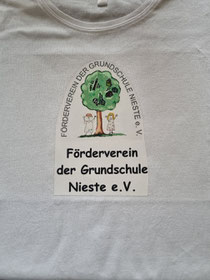 FÖRDERVEREIN DER GRUNDSCHULE NIESTE e. V.
Förderverein
der Grundschule
Nieste e.V.